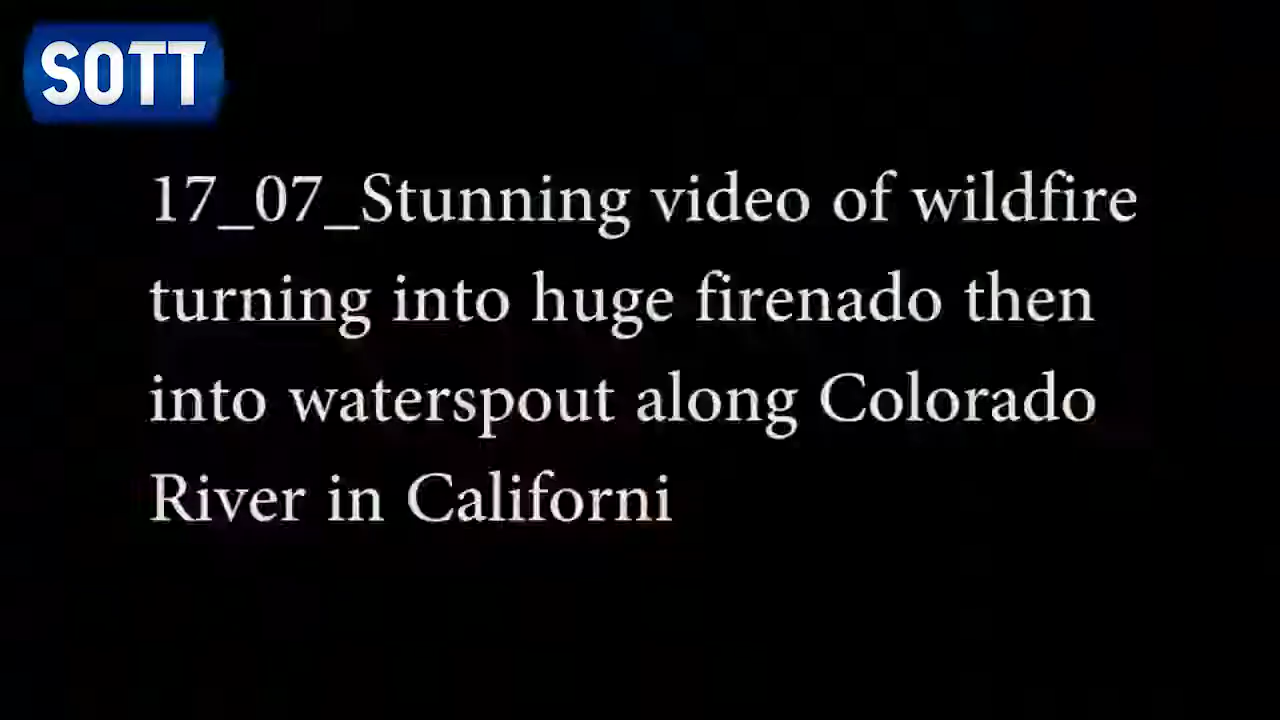 SOTT
17_07_Stunning video of wildfire
turning into huge firenado then
into waterspout along Colorado
River in Californi